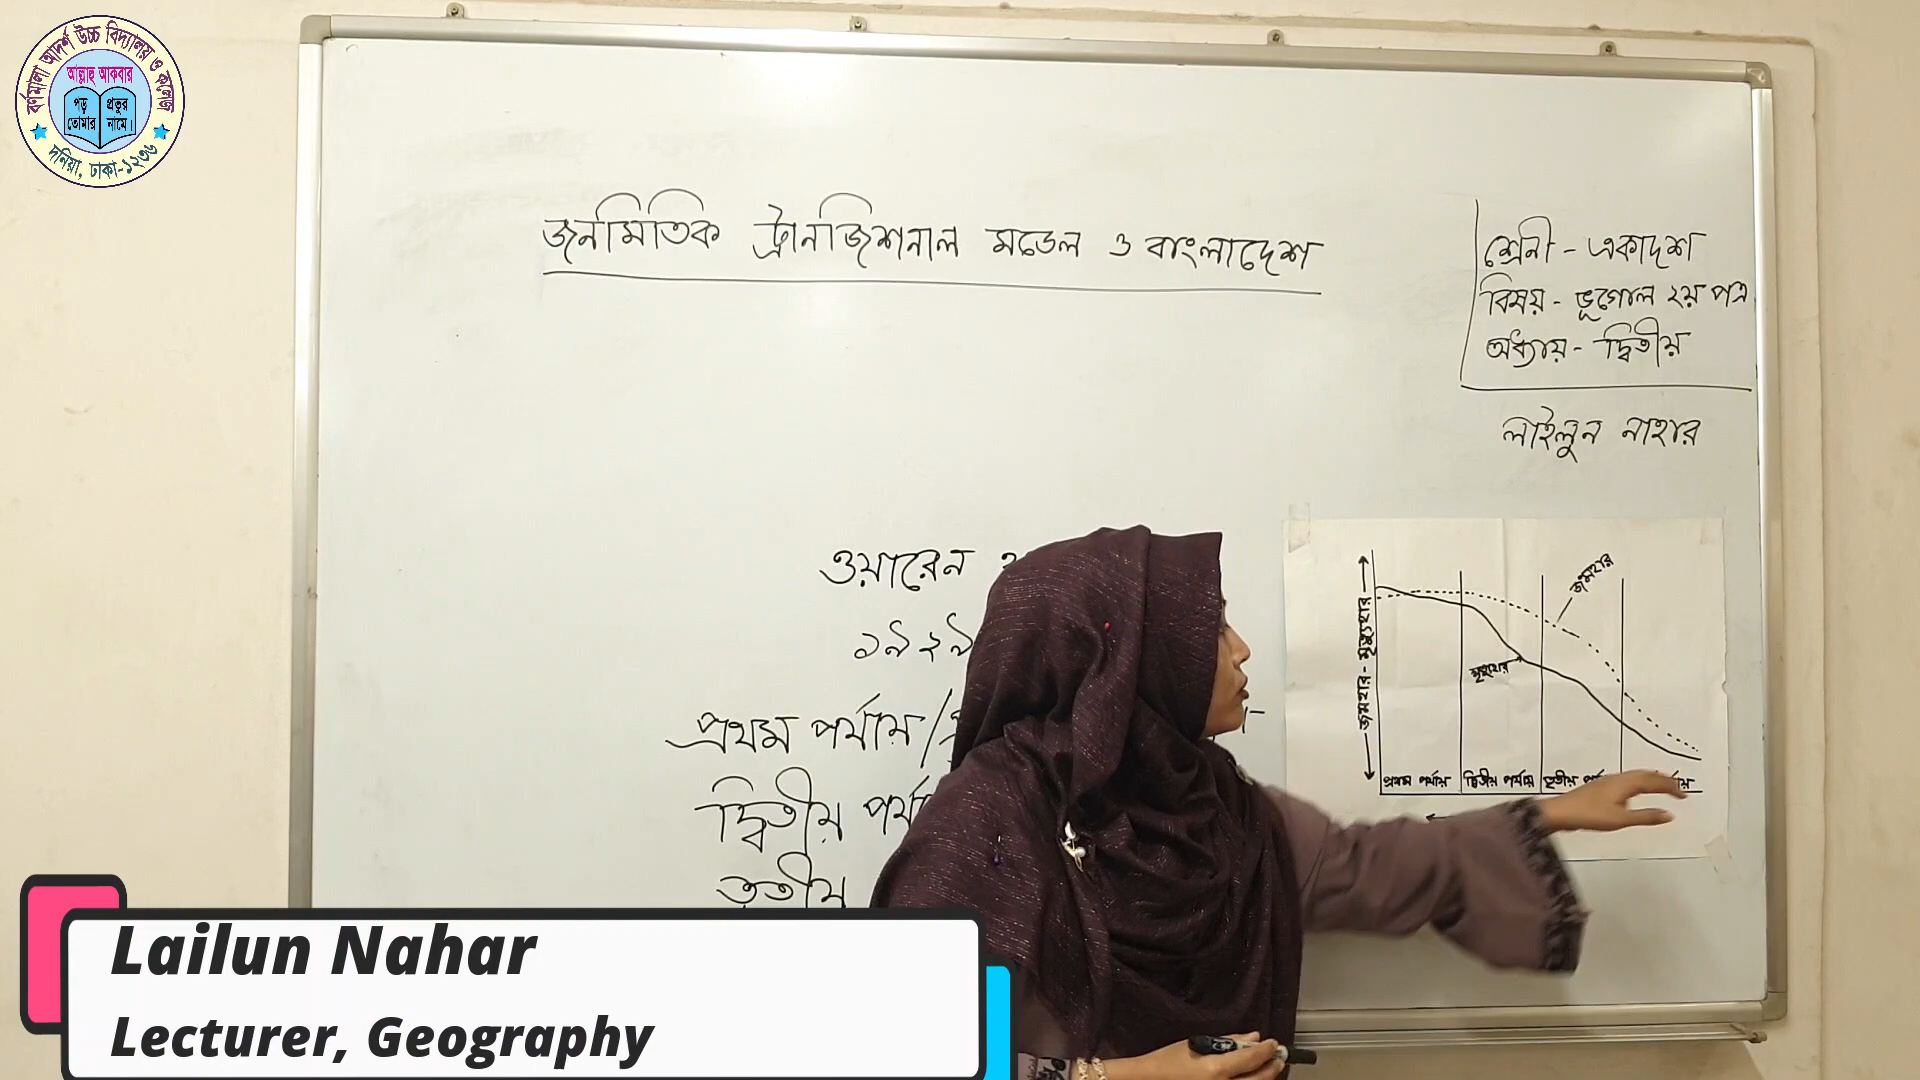 বর্ণমালা আদর্শ উচ্চ বিদ্যালয় ও কলেজ
আল্লাহু আকবার
পড় তোমার
প্রভুর নামে।
দনিয়া, ঢাকা-১২৩৬
জনমিতিক ট্রানজিশনাল মডেল ও বাংলাদেশ
শ্রেনী - একাদশ
বিষয় - ভূগোল ২য় পত্র
অধ্যায় - দ্বিতীয়
লাইলুন নাহার
ওয়ারেন
১৯২৯
প্রথম পর্যায় /
দ্বিতীয় পর্যা
তৃতীয়
জন্মহার
মৃত্যুহার
জন্মহার - মৃত্যুহার
প্রথম পর্যায় দ্বিতীয় পর্যায় তৃতীয়
Lailun Nahar
Lecturer, Geography